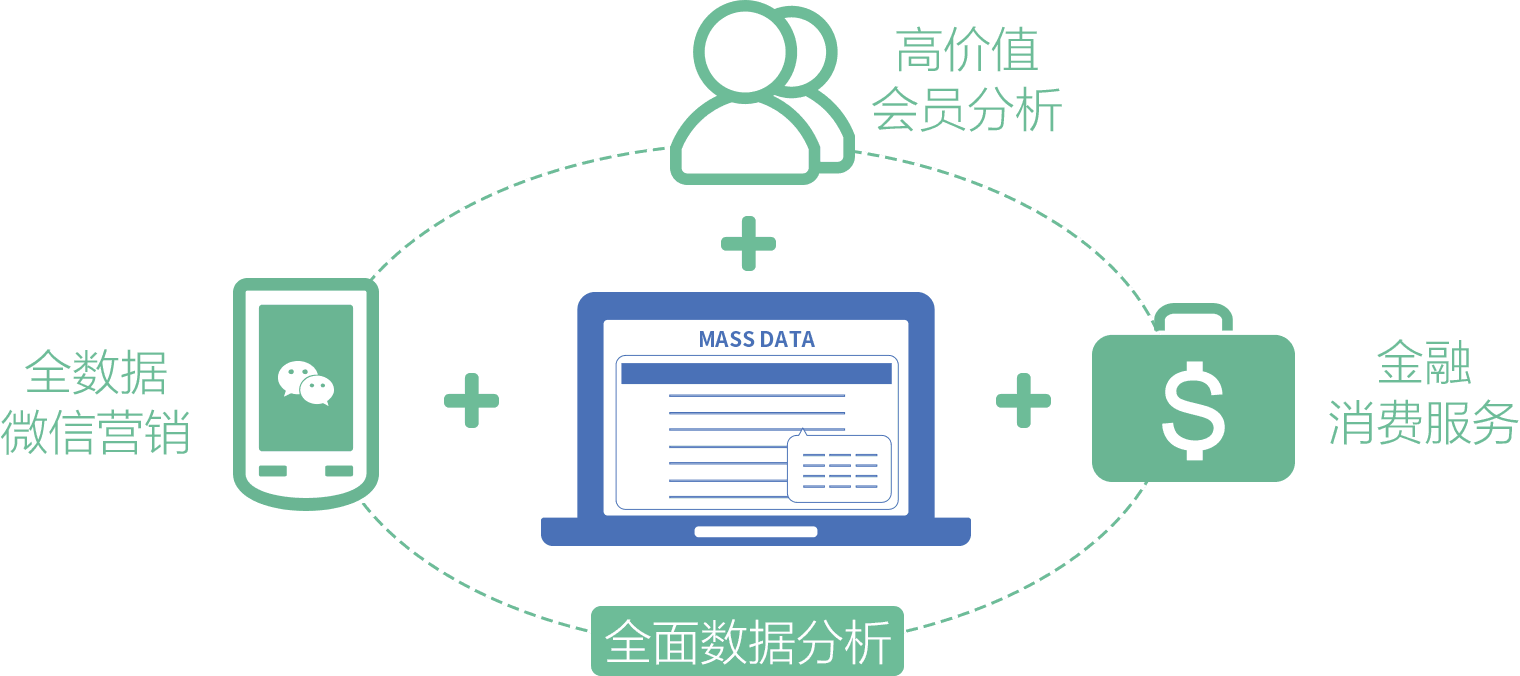 高价值
会员分析
MASS DATA
全数据
微信营销
金融
消费服务
$
全面数据分析